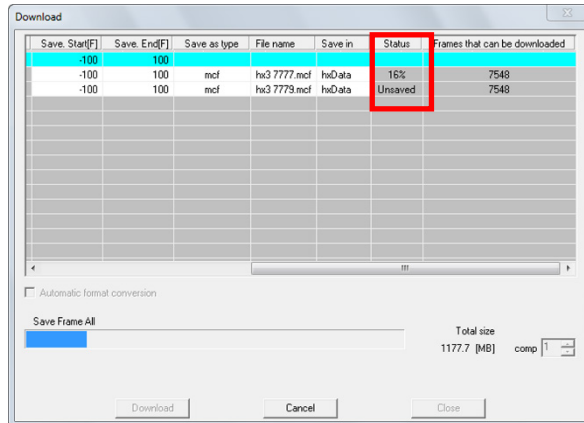 Download
Save. Start[F] Save. End[F] Save as type File name Save in Status Frames that can be downloaded
-100 100
-100 100 mcf hx3 7777.mcf hxData 16% 7548
-100 100 mcf hx3 7779.mcf hxData Unsaved 7548
Automatic format conversion
Save Frame All
Total size
1177.7 [MB] comp 1
Download Cancel Close